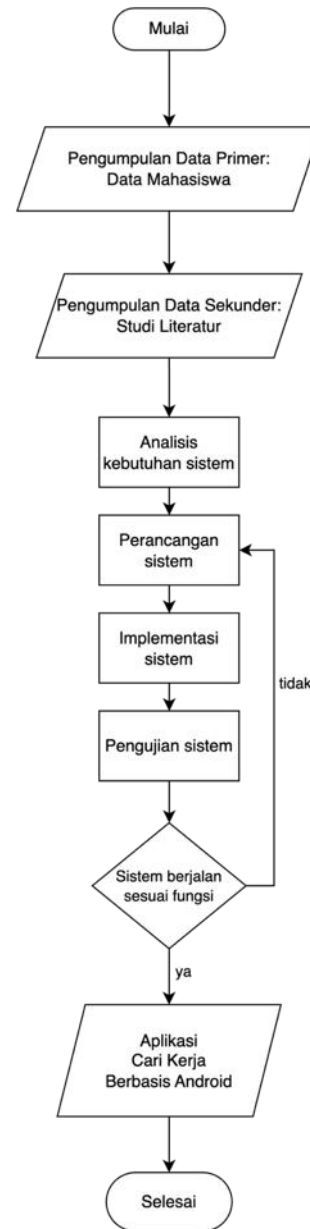 Mulai
Pengumpulan Data Primer:
Data Mahasiswa
Pengumpulan Data Sekunder:
Studi Literatur
Analisis
kebutuhan sistem
Perancangan
sistem
Implementasi
sistem
tidak
Pengujian sistem
Sistem berjalan
sesuai fungsi
ya
Aplikasi
Cari Kerja
Berbasis Android
Selesai